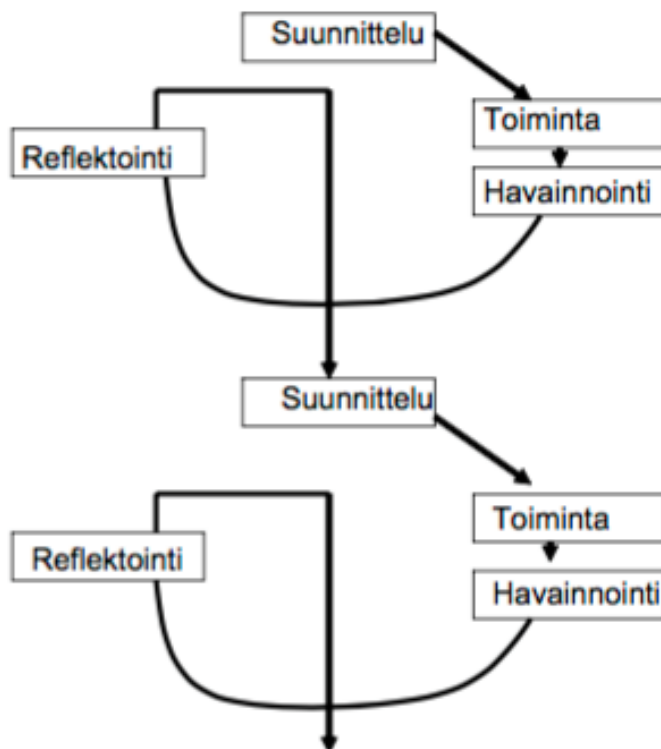 Suunnittelu
Toiminta
Reflektointi
Havainnointi
Suunnittelu
Toiminta
Reflektointi
Havainnointi